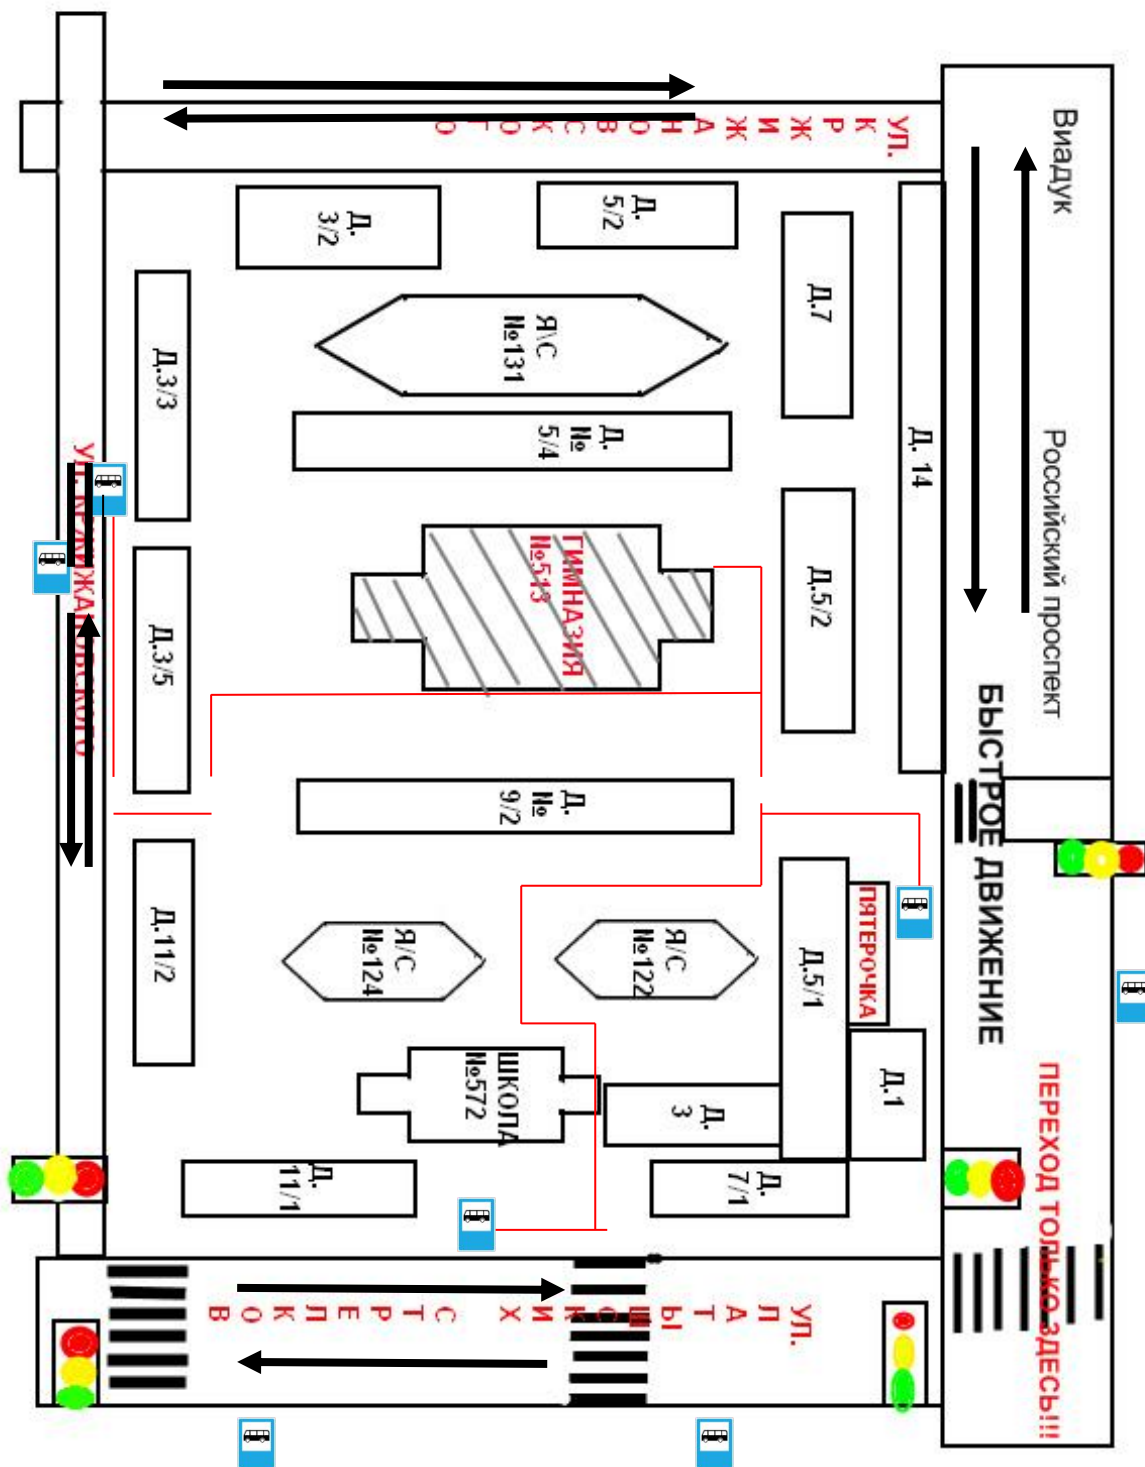 Виадук
Российский проспект
БЫСТРОЕ ДВИЖЕНИЕ
ПЕРЕХОД ТОЛЬКО ЗДЕСЬ!!!
УЛ.
КРЖИЖАНОВСКОГО
Д.
3/2
Д.
5/2
Д.7
Д. 14
Я\С
№131
Д.3/3
Д.
№
5/4
ГИМНАЗИЯ
№513
Д.5/2
Д.3/5
УЛ. КРЖИЖАНОВСКОГО
Д.
№
9/2
Д.11/2
Я/С
№124
Я/С
№122
Д.5/1
ПЯТЕРОЧКА
Д.1
ШКОЛА
№572
Д.
3
Д.
11/1
Д.
7/1
УЛ.
ЛАТЫШСКИХ
СТРЕЛКОВ